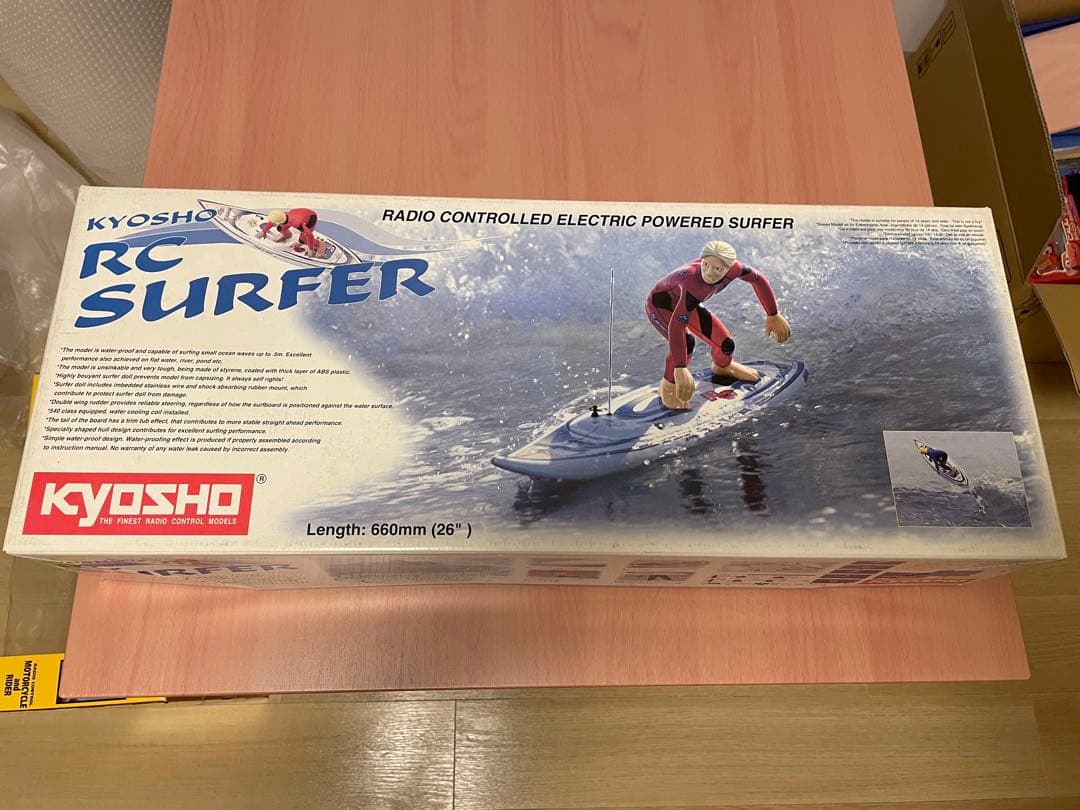 KYOSHO
RC
SURFER
RADIO CONTROLLED ELECTRIC POWERED SURFER
*The model is water-proof and capable of surfing small ocean waves up to .5m. Excellent
performance also achieved on flat water, river, pond etc.
*The model is unsinkable and very tough, being made of styrene, coated with thick layer of ABS plastic.
*Highly bouyant surfer doll prevents model from capsizing. It always self rights!
*Surfer doll includes imbedded stainless wire and shock absorbing rubber mount, which
contribute to protect surfer doll from damage.
*Double wing rudder provides reliable steering, regardless of how the surfboard is positioned against the water surface.
*540 class equipped, water cooling coil installed.
*The tail of the board has a trim tub effect, that contributes to more stable straight ahead performance.
*Specially shaped hull design contributes for excellent surfing performance.
*Simple water-proof design. Water-proofing effect is produced if properly assembled according
to instruction manual. No warranty of any water leak caused by incorrect assembly.
KYOSHO ®
THE FINEST RADIO CONTROL MODELS
Length: 660mm (26")
RADIO CONTROL
MOTORCYCLE
and
RIDER